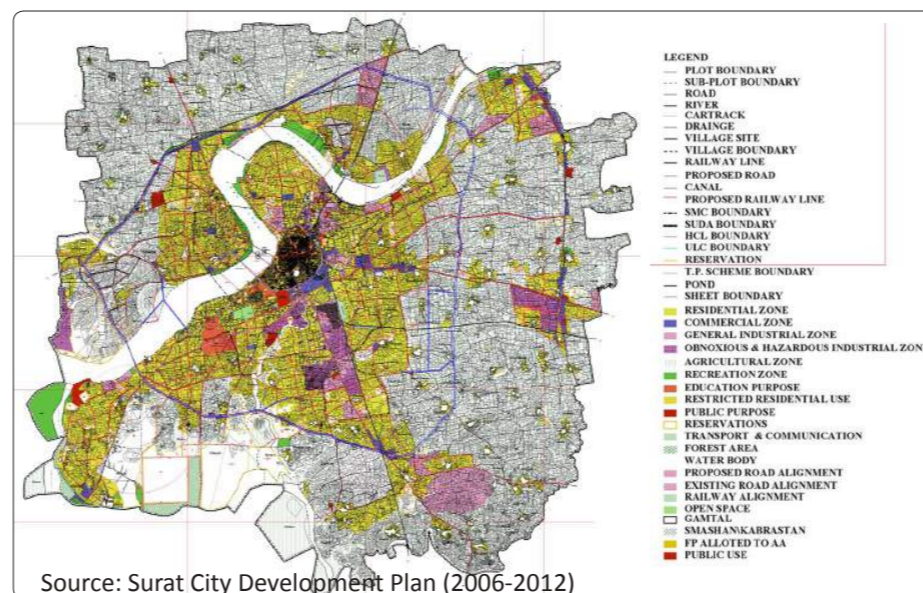 LEGEND
PLOT BOUNDARY
SUB-PLOT BOUNDARY
ROAD
RIVER
CARTRACK
DRAINGE
VILLAGE SITE
VILLAGE BOUNDARY
RAILWAY LINE
PROPOSED ROAD
CANAL
PROPOSED RAILWAY LINE
SMC BOUNDARY
SUDA BOUNDARY
HCL BOUNDARY
ULC BOUNDARY
RESERVATION
T.P. SCHEME BOUNDARY
POND
SHEET BOUNDARY
RESIDENTIAL ZONE
COMMERCIAL ZONE
GENERAL INDUSTRIAL ZONE
OBNOXIOUS & HAZARDOUS INDUSTRIAL ZON
AGRICULTURAL ZONE
RECREATION ZONE
EDUCATION PURPOSE
RESTRICTED RESIDENTIAL USE
PUBLIC PURPOSE
RESERVATIONS
TRANSPORT & COMMUNICATION
FOREST AREA
WATER BODY
PROPOSED ROAD ALIGNMENT
EXISTING ROAD ALIGNMENT
RAILWAY ALIGNMENT
OPEN SPACE
GAMTAL
SMASHAN\KABRASTAN
FP ALLOTED TO AA
PUBLIC USE
Source: Surat City Development Plan (2006-2012)